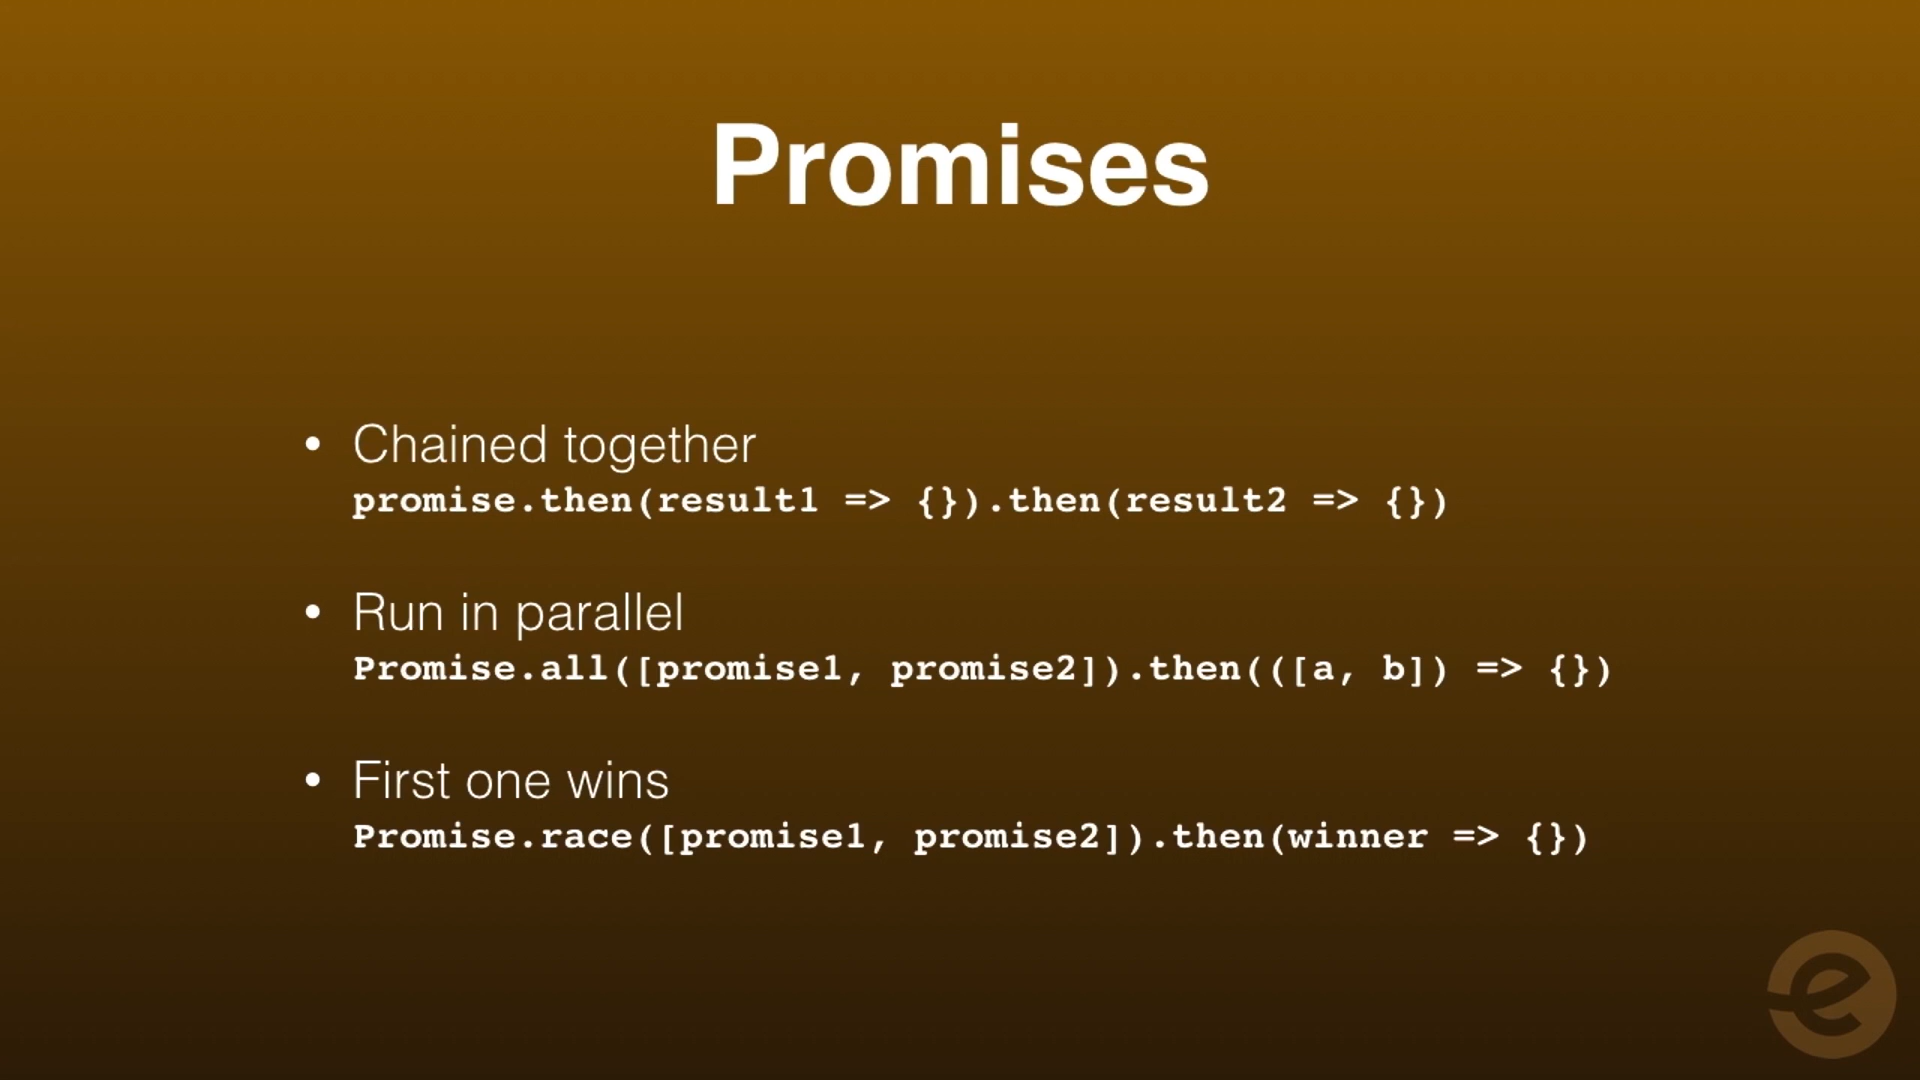 Promises
• Chained together
promise.then(result1 => {}).then(result2 => {})
• Run in parallel
Promise.all([promise1, promise2]).then(([a, b]) => {})
• First one wins
Promise.race([promise1, promise2]).then(winner => {})
e